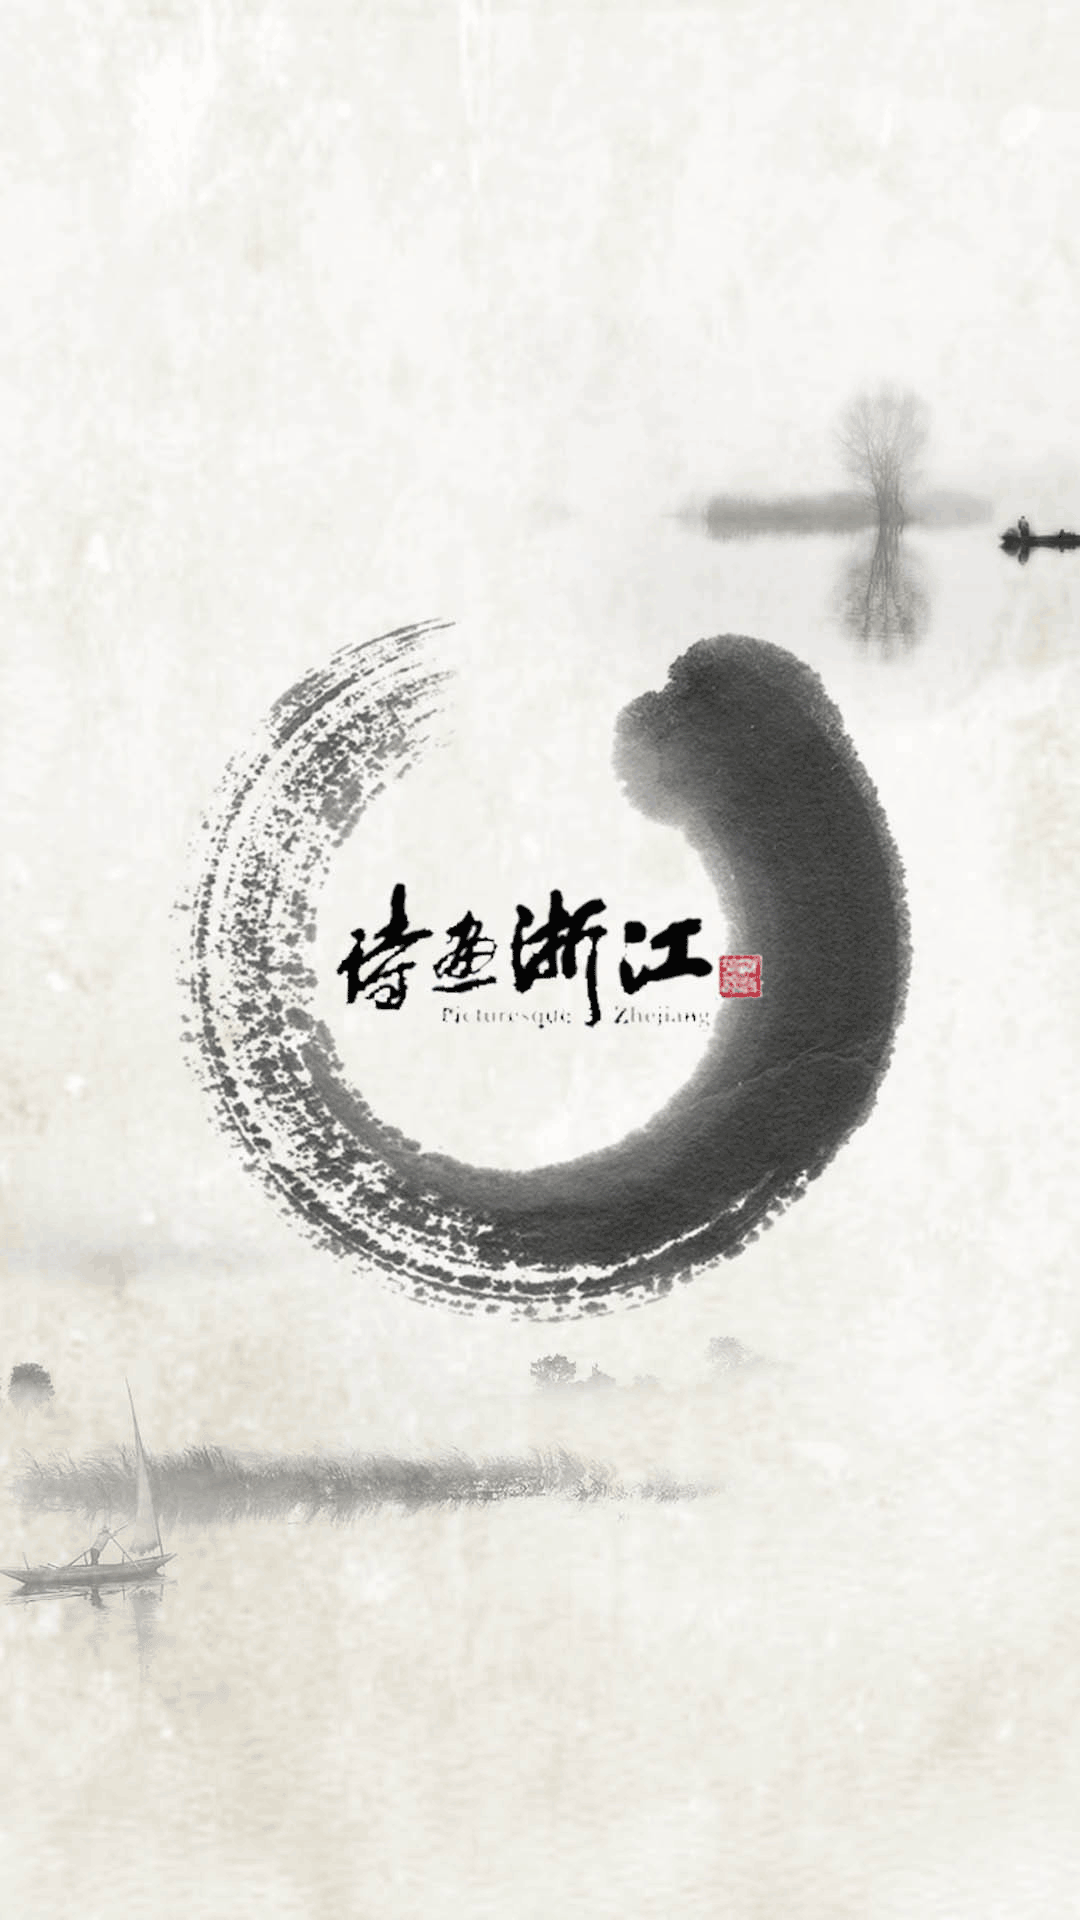 诗画浙江
Picturesque Zhejiang